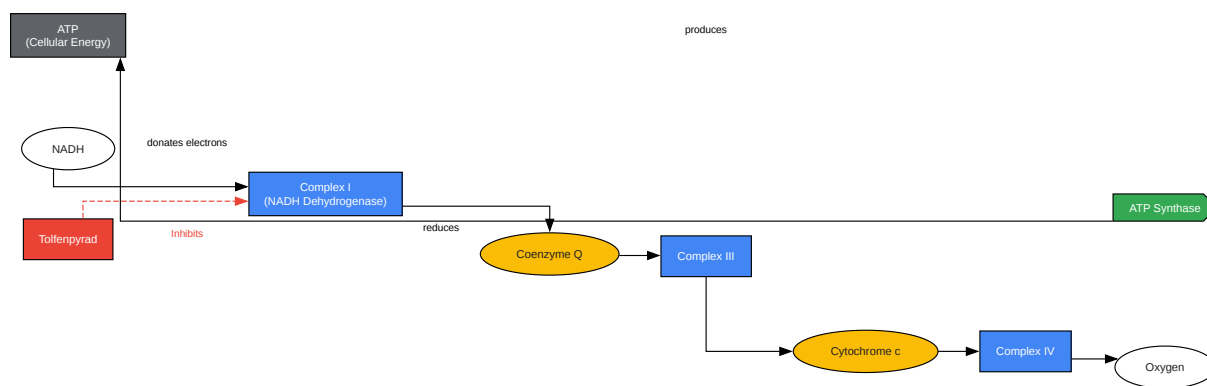 ATP
(Cellular Energy)
produces
NADH
donates electrons
Complex I
(NADH Dehydrogenase)
ATP Synthase
Tolfenpyrad
Inhibits
reduces
Coenzyme Q
Complex III
Cytochrome c
Complex IV
Oxygen